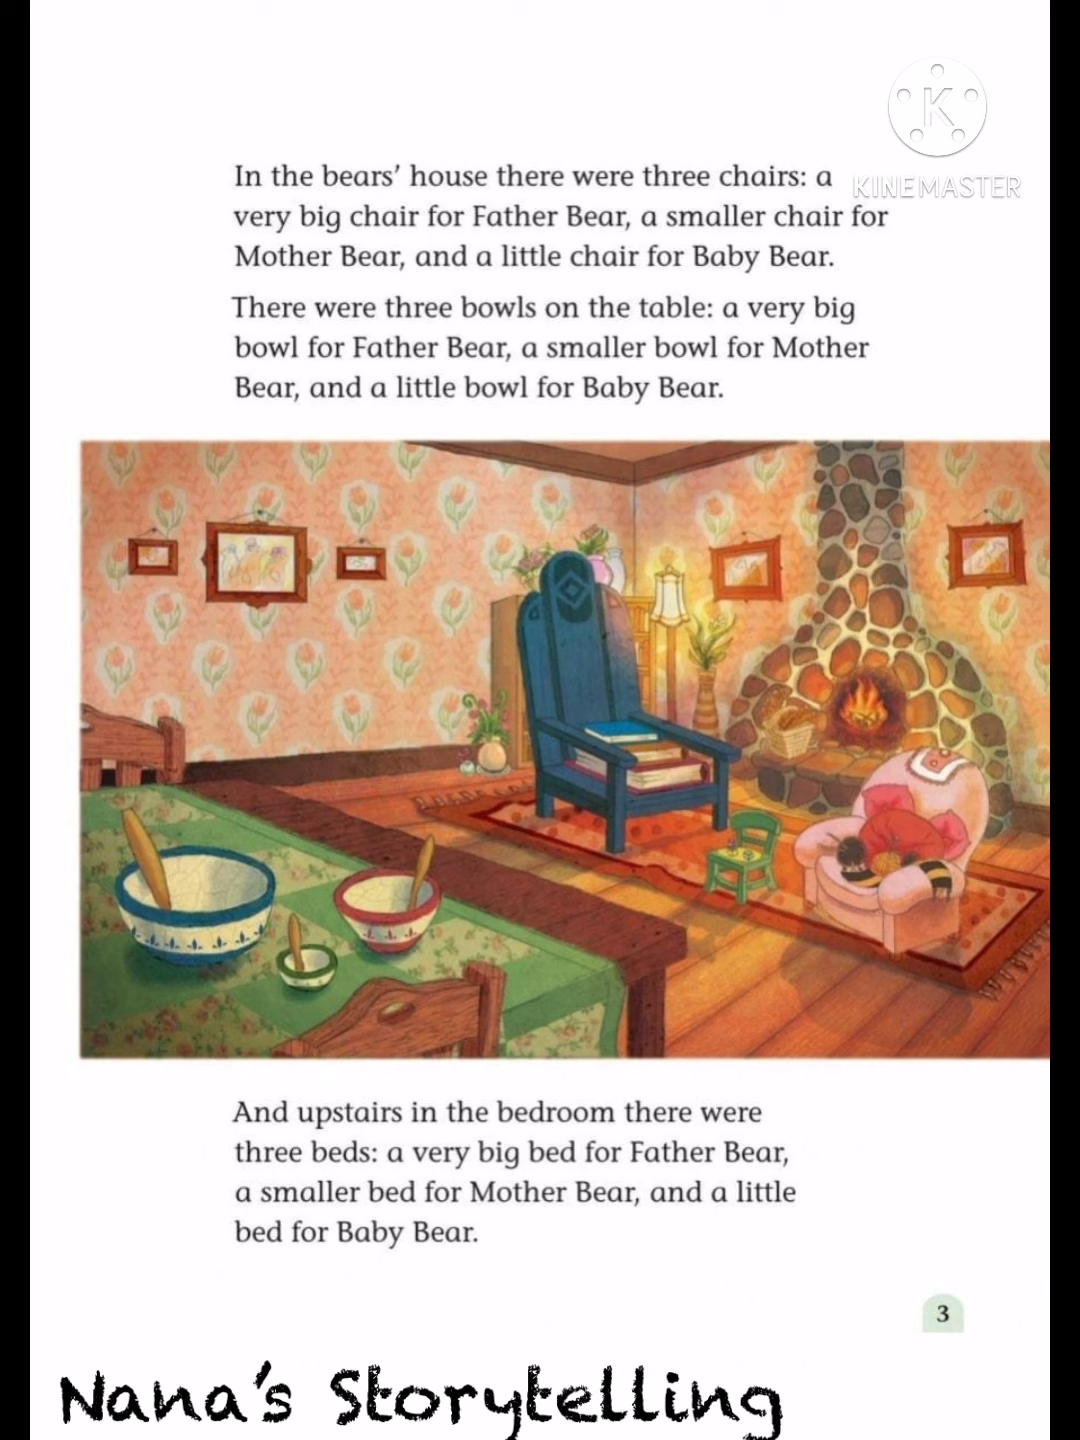 K
KINEMASTER
In the bears' house there were three chairs: a
very big chair for Father Bear, a smaller chair for
Mother Bear, and a little chair for Baby Bear.
There were three bowls on the table: a very big
bowl for Father Bear, a smaller bowl for Mother
Bear, and a little bowl for Baby Bear.
And upstairs in the bedroom there were
three beds: a very big bed for Father Bear,
a smaller bed for Mother Bear, and a little
bed for Baby Bear.
3
Nana's Storytelling